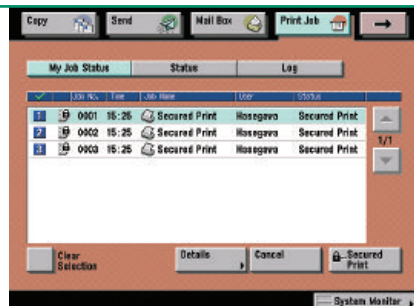 Copy Send Mail Box Print Job →
My Job Status Status Log
✓ Job No. Time Job Name User Status
1 0001 15:25 Secured Print Hasegawa Secured Print
2 0002 15:25 Secured Print Hasegawa Secured Print
3 0003 15:25 Secured Print Hasegawa Secured Print
1/1
Clear Selection Details Cancel Secured Print
System Monitor